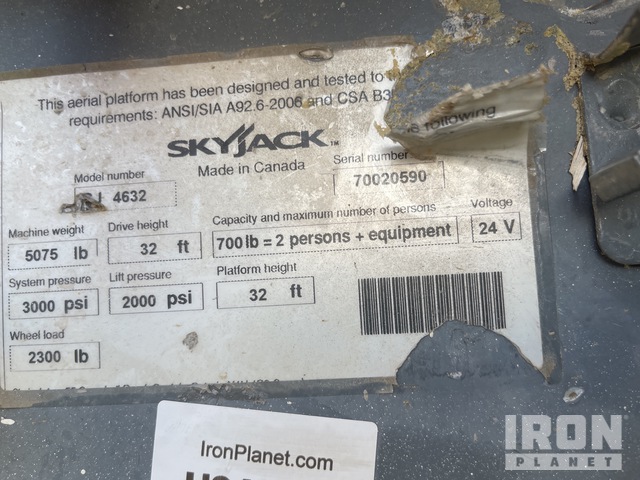 This aerial platform has been designed and tested to
requirements: ANSI/SIA A92.6-2006 and CSA B3
following
SKYJACK™
Made in Canada
Model number
J 4632
Serial number
70020590
Machine weight
5075 lb
Drive height
32 ft
Capacity and maximum number of persons
700 lb = 2 persons + equipment
Voltage
24 V
System pressure
3000 psi
Lift pressure
2000 psi
Platform height
32 ft
Wheel load
2300 lb
IronPlanet.com
IRON
PLANET